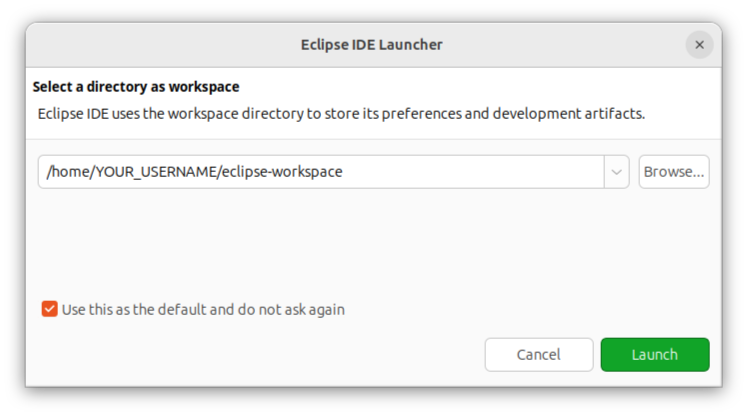 Eclipse IDE Launcher
Select a directory as workspace
Eclipse IDE uses the workspace directory to store its preferences and development artifacts.
/home/YOUR_USERNAME/eclipse-workspace
Browse...
Use this as the default and do not ask again
Cancel
Launch